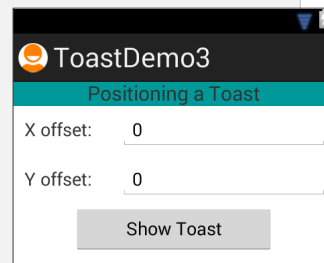 ToastDemo3
Positioning a Toast
X offset: 0
Y offset: 0
Show Toast